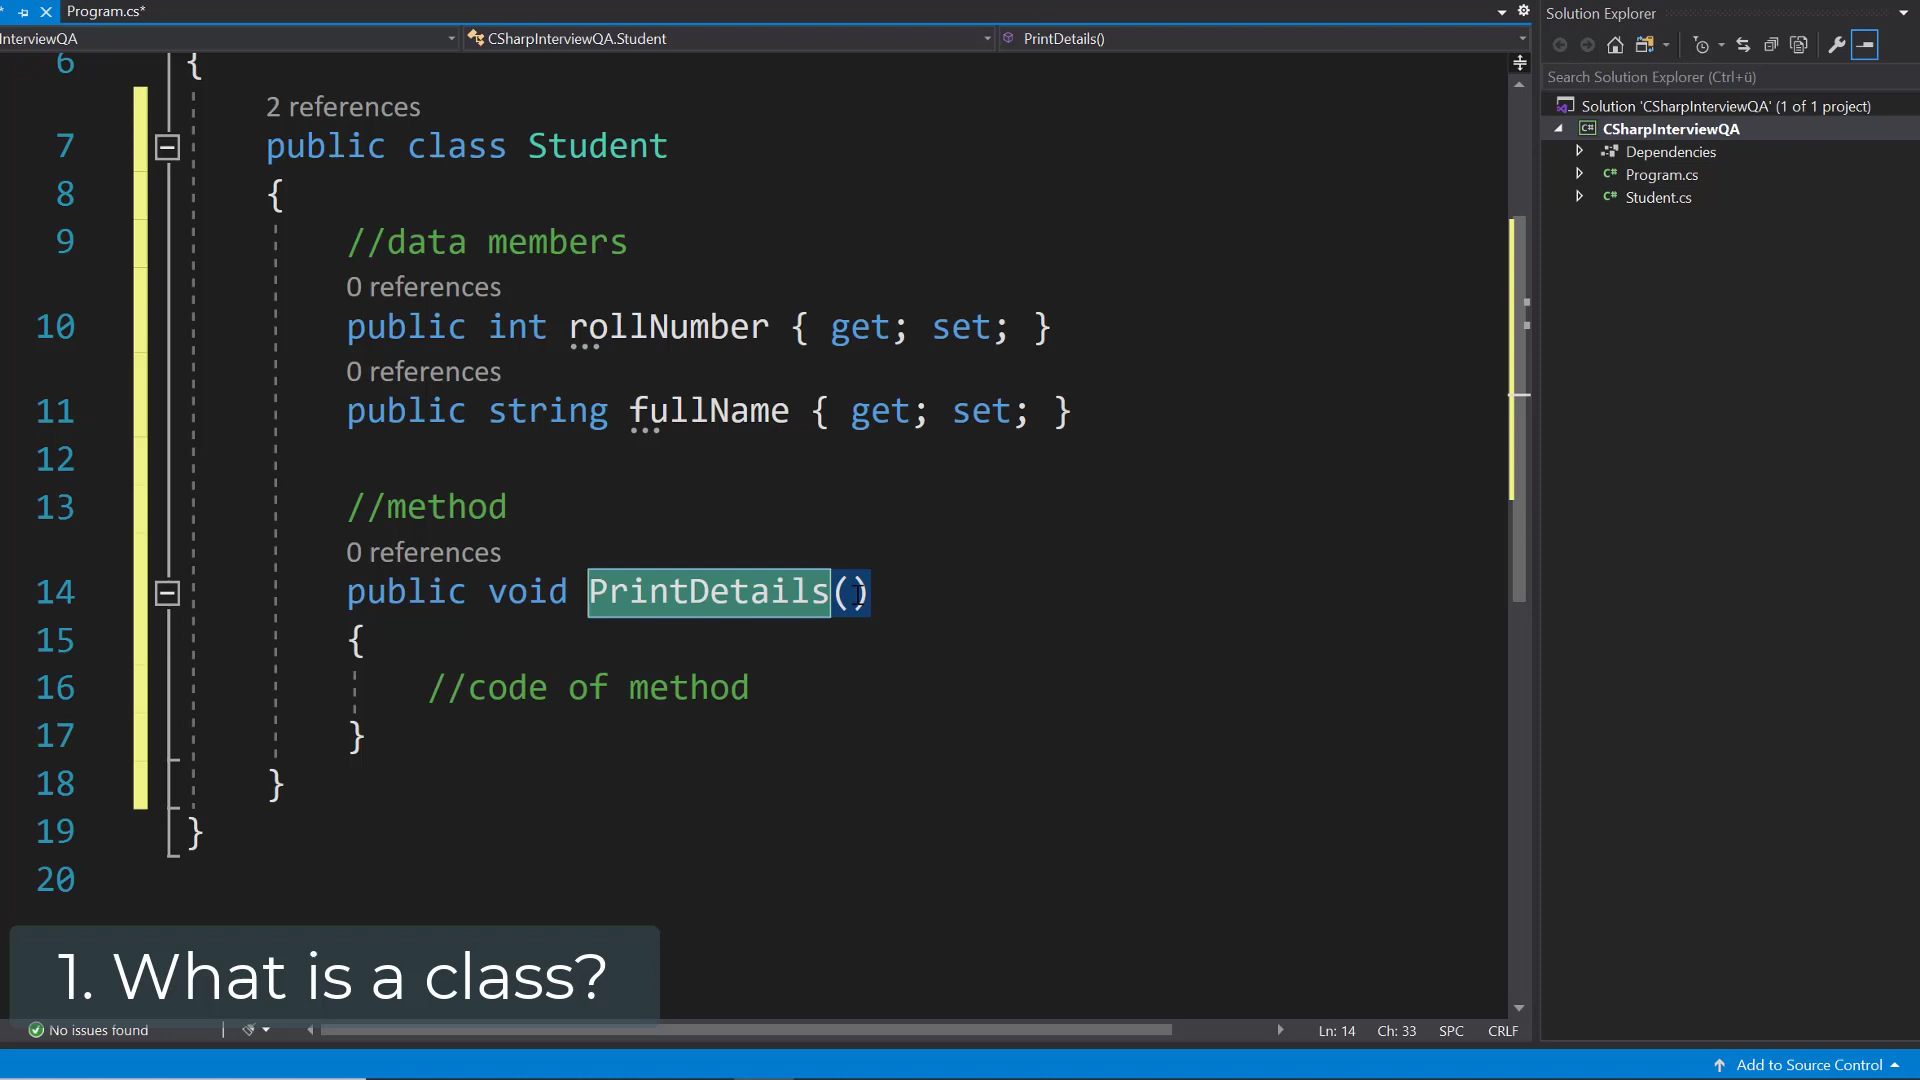 Program.cs*
InterviewQA
CSharpInterviewQA.Student
PrintDetails()
6 {
2 references
7 public class Student
8 {
9 //data members
0 references
10 public int rollNumber { get; set; }
0 references
11 public string fullName { get; set; }
12
13 //method
0 references
14 public void PrintDetails()
15 {
16 //code of method
17 }
18 }
19 }
20
1. What is a class?
No issues found
Ln: 14 Ch: 33 SPC CRLF
Solution Explorer
Search Solution Explorer (Ctrl+ü)
Solution 'CSharpInterviewQA' (1 of 1 project)
C# CSharpInterviewQA
Dependencies
C# Program.cs
C# Student.cs
Add to Source Control